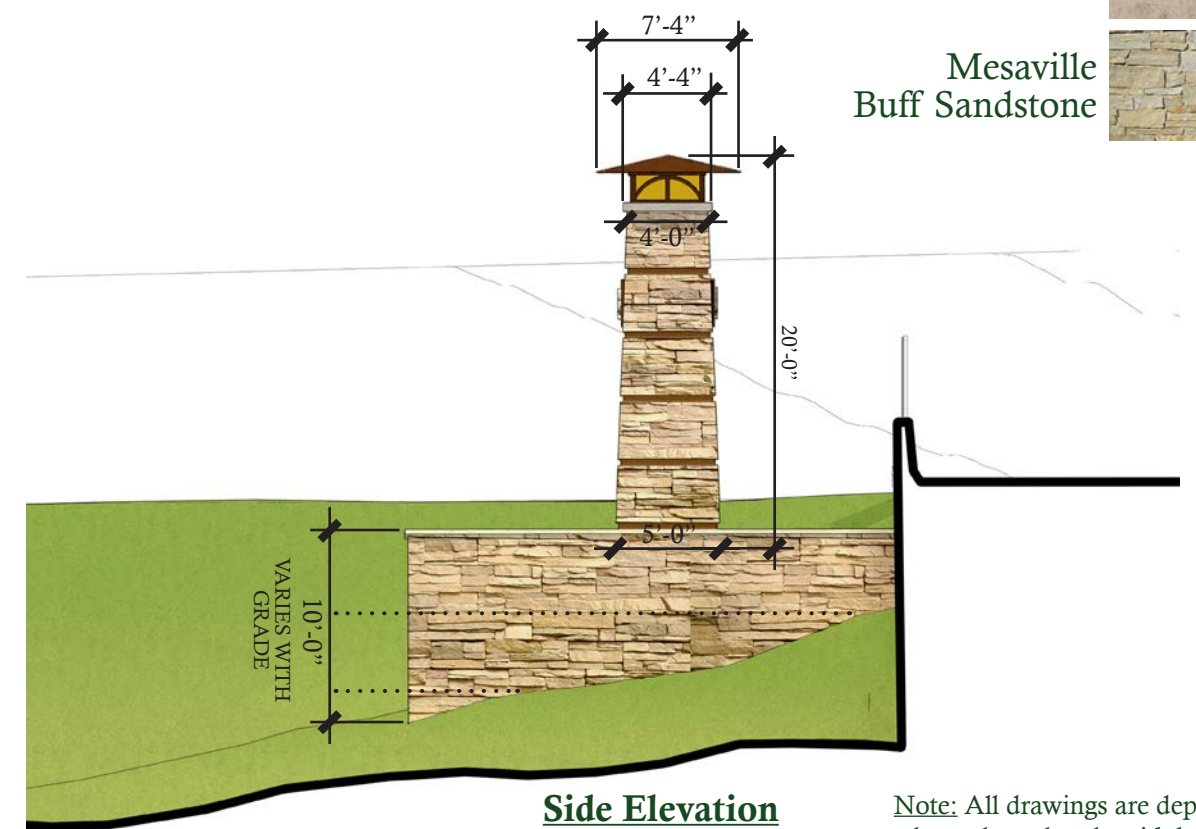 7’-4”
4’-4”
Mesaville
Buff Sandstone
4’-0”
20’-0”
5’-0”
10’-0”
VARIES WITH
GRADE
Side Elevation
Note: All drawings are dep